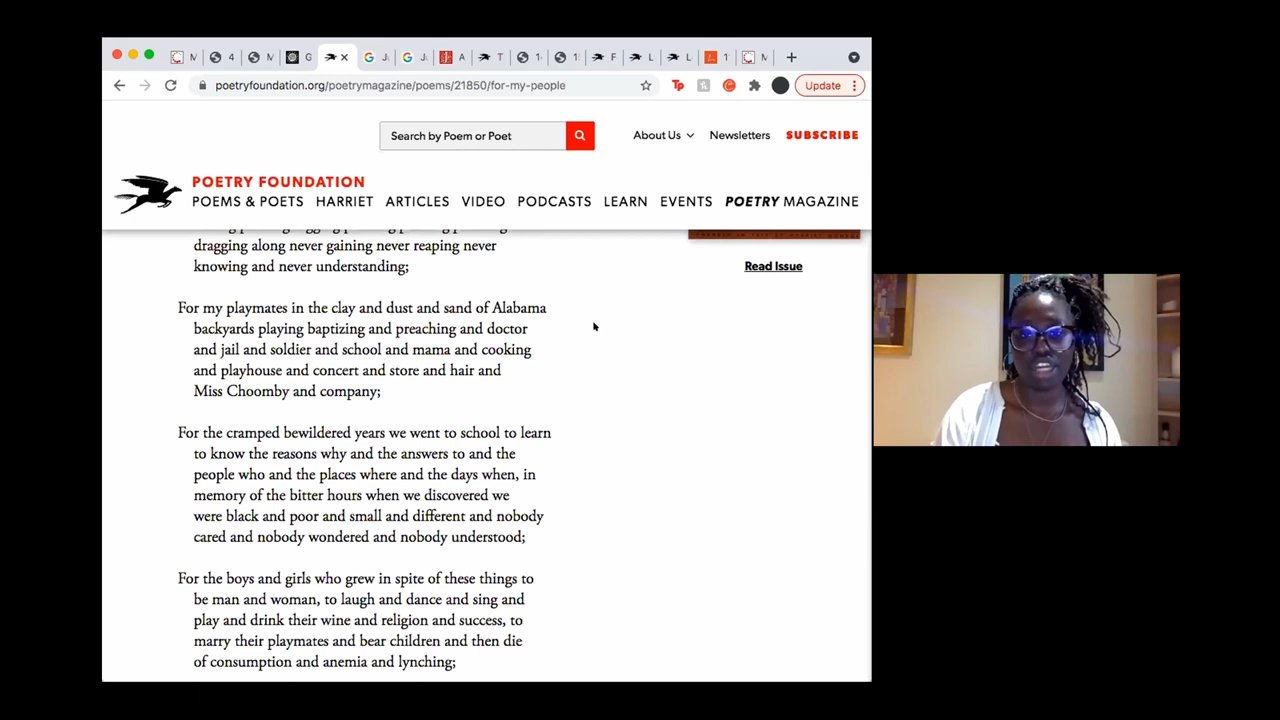 M
4
M
G
J
J
A
T
1
1
F
L
L
1
M
poetryfoundation.org/poetrymagazine/poems/21850/for-my-people
Tp
Update
Search by Poem or Poet
About Us
Newsletters
SUBSCRIBE
POETRY FOUNDATION
POEMS & POETS
HARRIET
ARTICLES
VIDEO
PODCASTS
LEARN
EVENTS
POETRY MAGAZINE
dragging along never gaining never reaping never
knowing and never understanding;
Read Issue
For my playmates in the clay and dust and sand of Alabama
backyards playing baptizing and preaching and doctor
and jail and soldier and school and mama and cooking
and playhouse and concert and store and hair and
Miss Choomby and company;
For the cramped bewildered years we went to school to learn
to know the reasons why and the answers to and the
people who and the places where and the days when, in
memory of the bitter hours when we discovered we
were black and poor and small and different and nobody
cared and nobody wondered and nobody understood;
For the boys and girls who grew in spite of these things to
be man and woman, to laugh and dance and sing and
play and drink their wine and religion and success, to
marry their playmates and bear children and then die
of consumption and anemia and lynching;